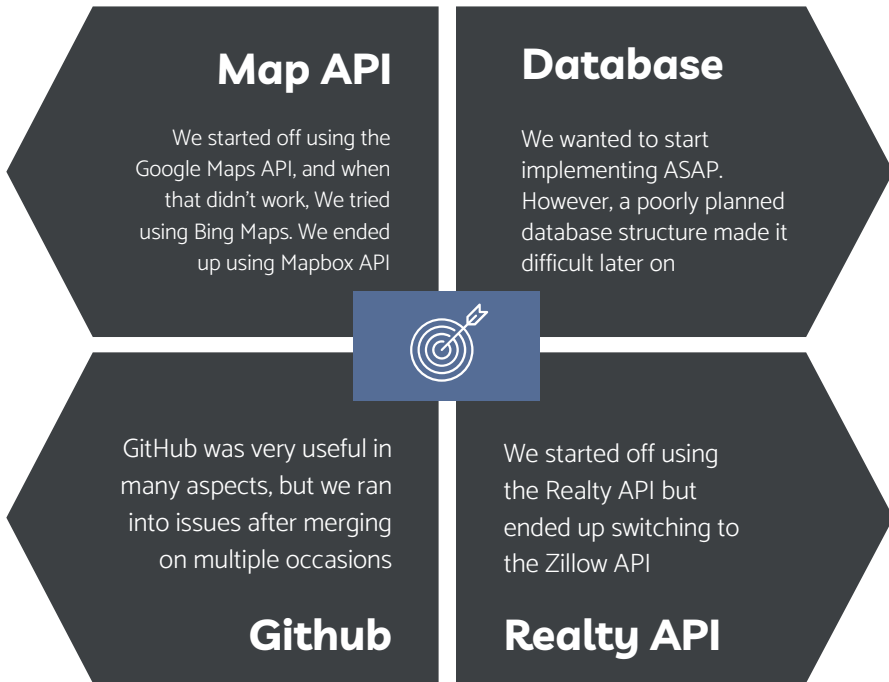 Map API
We started off using the
Google Maps API, and when
that didn't work, We tried
using Bing Maps. We ended
up using Mapbox API
Database
We wanted to start
implementing ASAP.
However, a poorly planned
database structure made it
difficult later on
GitHub was very useful in
many aspects, but we ran
into issues after merging
on multiple occasions
Github
We started off using
the Realty API but
ended up switching to
the Zillow API
Realty API